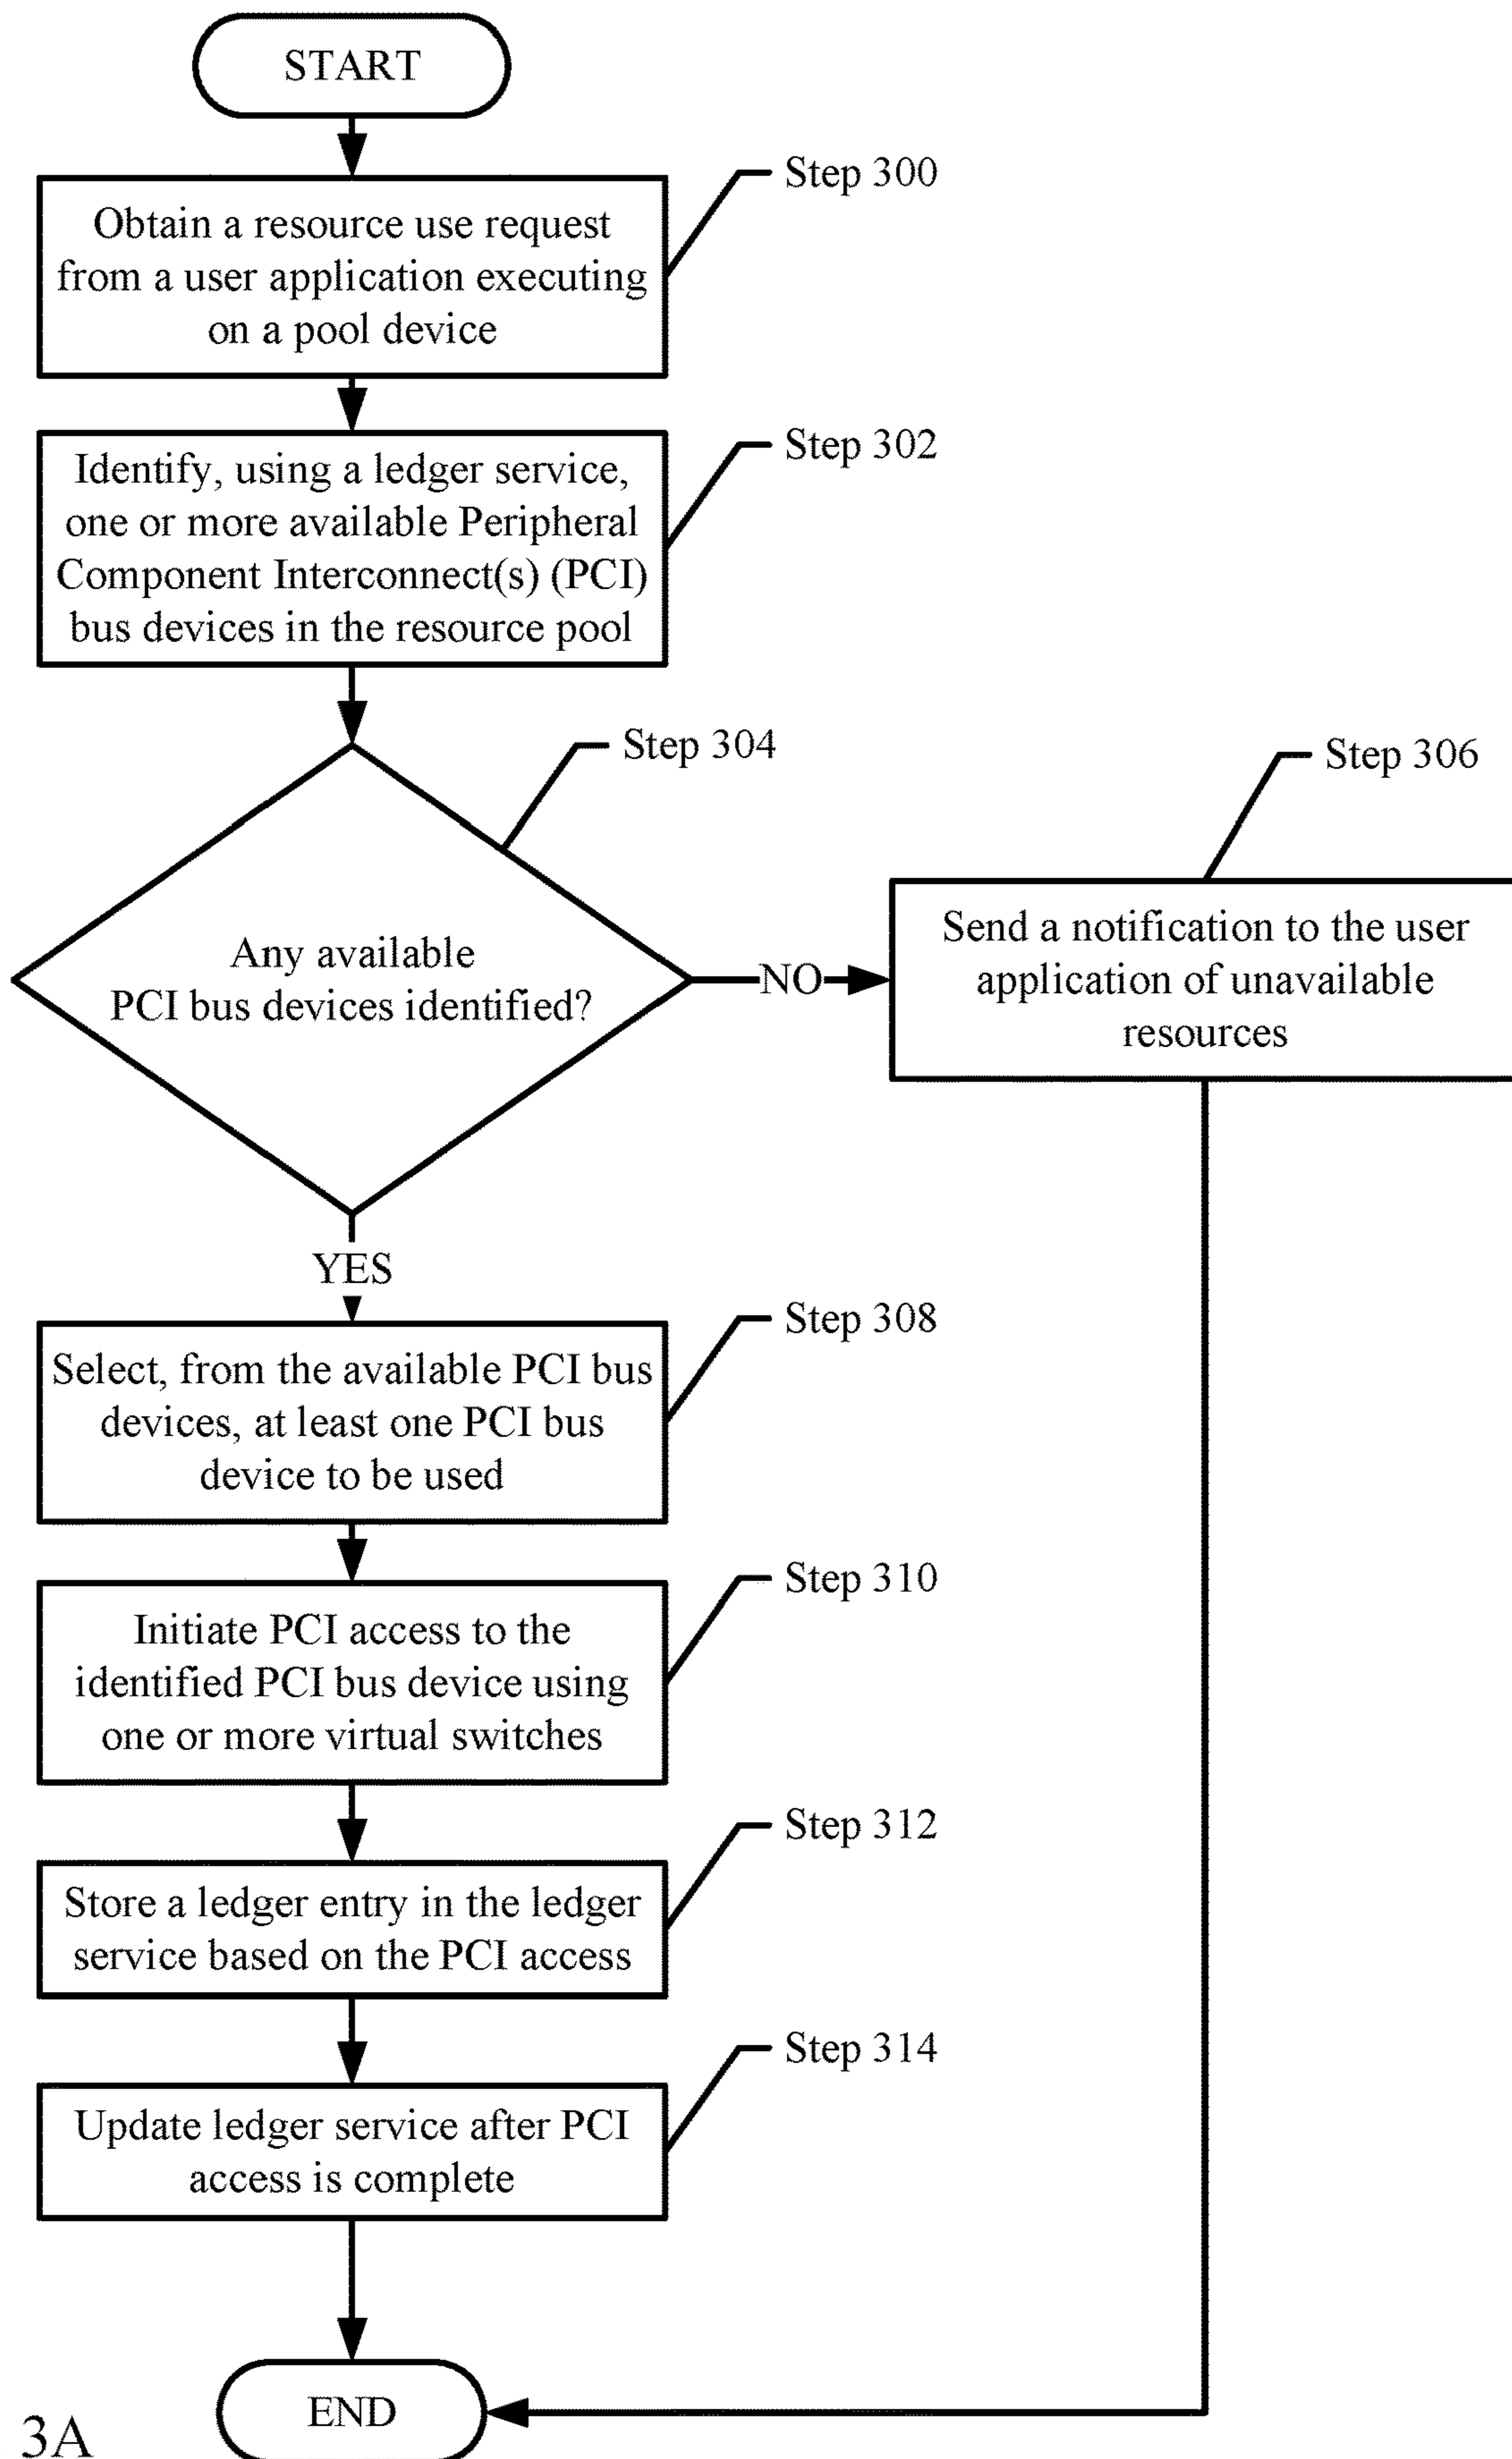 START
Step 300
Obtain a resource use request
from a user application executing
on a pool device
Step 302
Identify, using a ledger service,
one or more available Peripheral
Component Interconnect(s) (PCI)
bus devices in the resource pool
Step 304
Any available
PCI bus devices identified?
NO
Step 306
Send a notification to the user
application of unavailable
resources
YES
Step 308
Select, from the available PCI bus
devices, at least one PCI bus
device to be used
Step 310
Initiate PCI access to the
identified PCI bus device using
one or more virtual switches
Step 312
Store a ledger entry in the ledger
service based on the PCI access
Step 314
Update ledger service after PCI
access is complete
END
3A